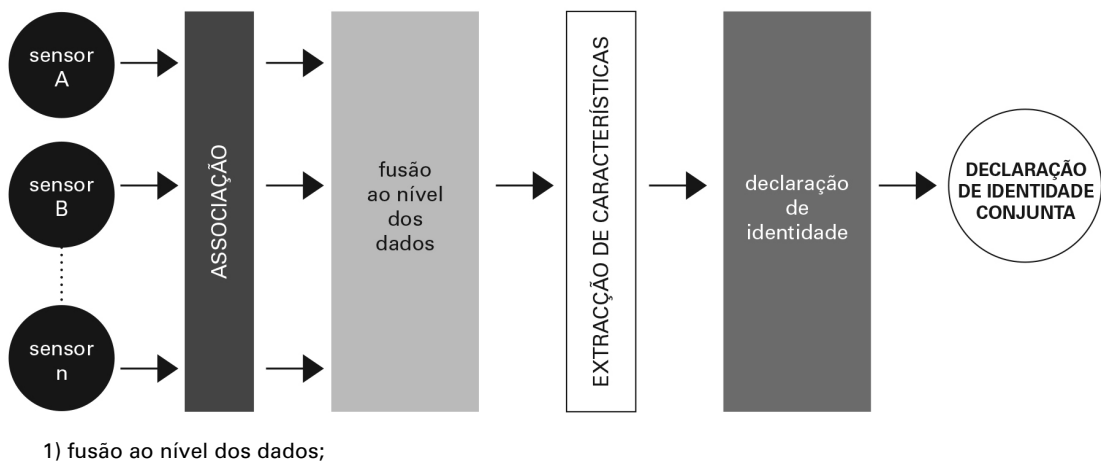 sensor
A
sensor
B
sensor
n
ASSOCIAÇÃO
fusão
ao nível
dos
dados
EXTRACÇÃO DE CARACTERÍSTICAS
declaração
de
identidade
DECLARAÇÃO
DE IDENTIDADE
CONJUNTA
1) fusão ao nível dos dados;